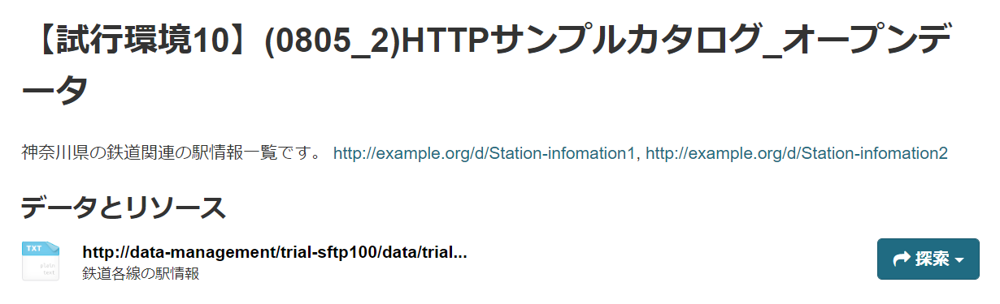 【試行環境10】(0805_2)HTTPサンプルカタログ_オープンデ
ータ
神奈川県の鉄道関連の駅情報一覧です。 http://example.org/d/Station-infomation1, http://example.org/d/Station-infomation2
データとリソース
TXT
plain
text
http://data-management/trial-sftp100/data/trial...
探索
鉄道各線の駅情報